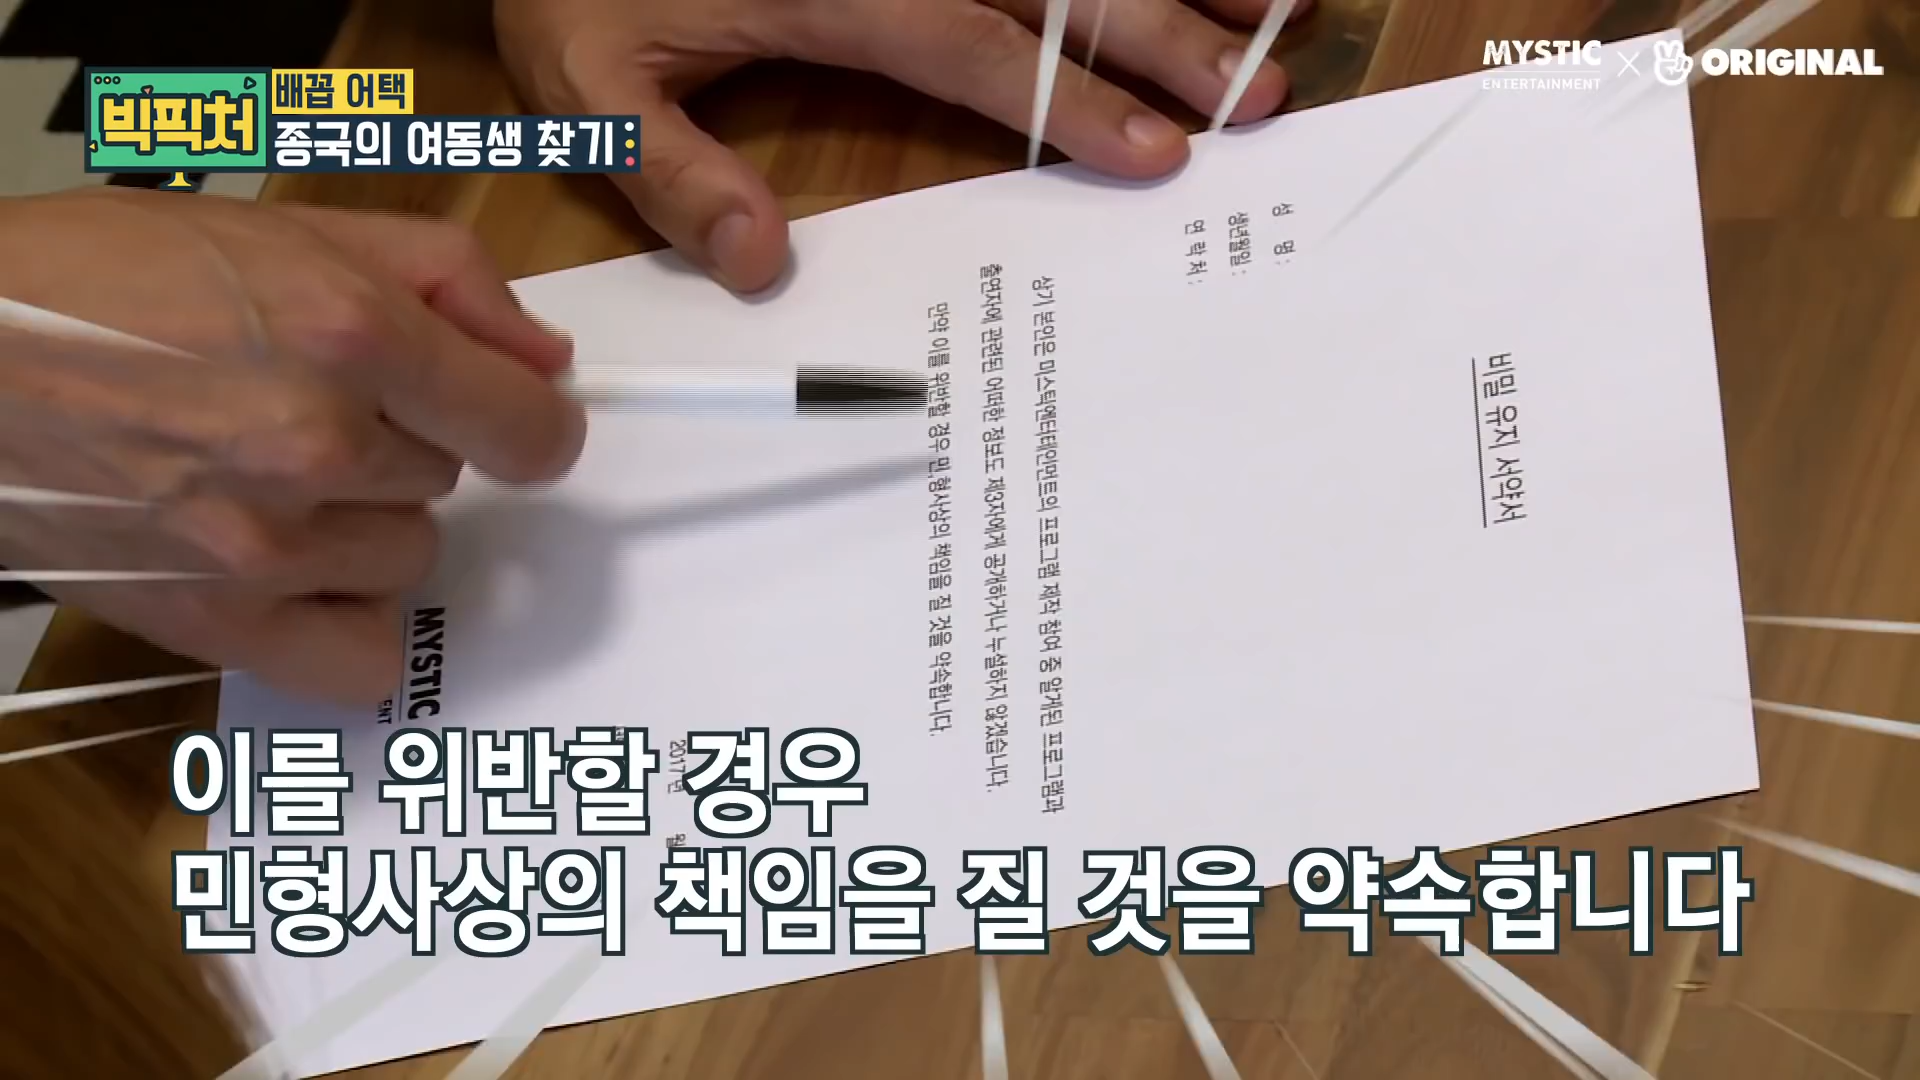 빅픽처
배꼽 어택
종국의 여동생 찾기
MYSTIC
ENTERTAINMENT
×
ORIGINAL
비밀 유지 서약서
성 명 :
생년월일 :
연 락 처 :
상기 본인은 미스틱엔터테인먼트의 프로그램 제작 참여 중 알게된 프로그램과
출연자에 관련된 어떠한 정보도 제3자에게 공개하거나 누설하지 않겠습니다.
만약 이를 위반할 경우 민,형사상의 책임을 질 것을 약속합니다.
2017년 월
MYSTIC
ENT
이를 위반할 경우
민형사상의 책임을 질 것을 약속합니다